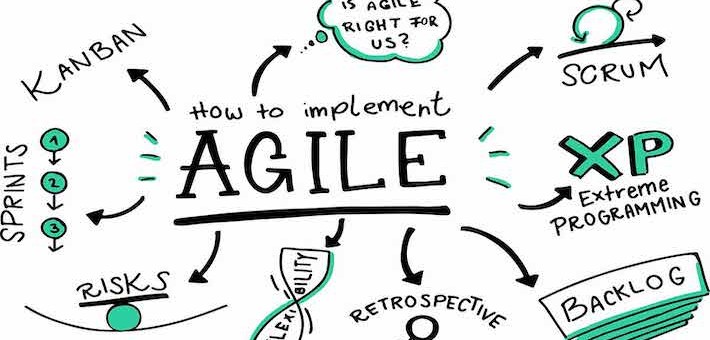 IS AGILE
RIGHT FOR
US?
KANBAN
SCRUM
How to implement
AGILE
SPRINTS
1
2
3
XP
Extreme
PROGRAMMING
RISKS
FLEXIBILITY
RETROSPECTIVE
BACKLOG